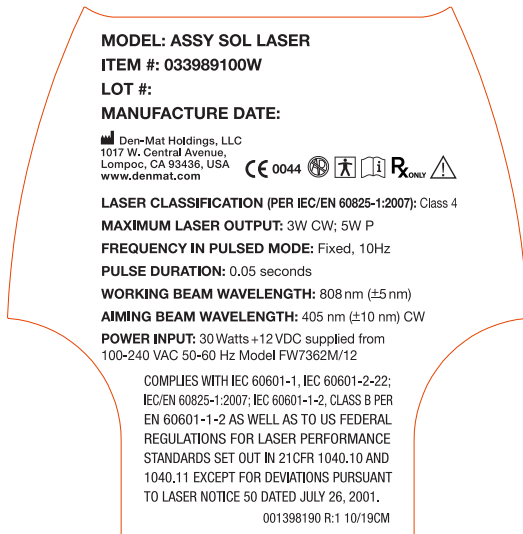 MODEL: ASSY SOL LASER
ITEM #: 033989100W
LOT #:
MANUFACTURE DATE:
Den-Mat Holdings, LLC
1017 W. Central Avenue,
Lompoc, CA 93436, USA
www.denmat.com
CE 0044 Rx ONLY
LASER CLASSIFICATION (PER IEC/EN 60825-1:2007): Class 4
MAXIMUM LASER OUTPUT: 3W CW; 5W P
FREQUENCY IN PULSED MODE: Fixed, 10Hz
PULSE DURATION: 0.05 seconds
WORKING BEAM WAVELENGTH: 808 nm (±5 nm)
AIMING BEAM WAVELENGTH: 405 nm (±10 nm) CW
POWER INPUT: 30 Watts +12 VDC supplied from
100-240 VAC 50-60 Hz Model FW7362M/12
COMPLIES WITH IEC 60601-1, IEC 60601-2-22;
IEC/EN 60825-1:2007; IEC 60601-1-2, CLASS B PER
EN 60601-1-2 AS WELL AS TO US FEDERAL
REGULATIONS FOR LASER PERFORMANCE
STANDARDS SET OUT IN 21CFR 1040.10 AND
1040.11 EXCEPT FOR DEVIATIONS PURSUANT
TO LASER NOTICE 50 DATED JULY 26, 2001.
001398190 R:1 10/19CM